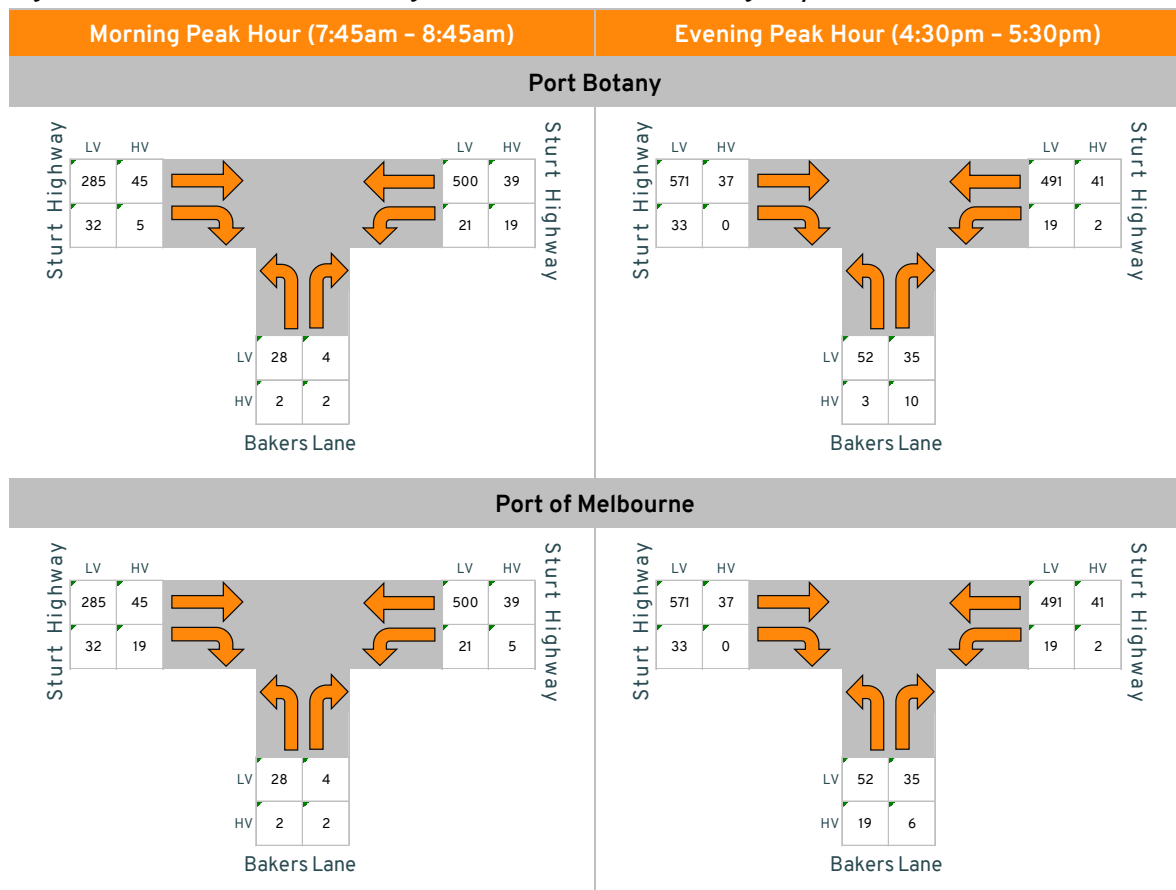 Morning Peak Hour (7:45am – 8:45am)
Evening Peak Hour (4:30pm – 5:30pm)
Port Botany
Sturt Highway
LV HV
285 45
32 5
LV HV
500 39
21 19
Sturt Highway
LV 28 4
HV 2 2
Bakers Lane
Sturt Highway
LV HV
571 37
33 0
LV HV
491 41
19 2
Sturt Highway
LV 52 35
HV 3 10
Bakers Lane
Port of Melbourne
Sturt Highway
LV HV
285 45
32 19
LV HV
500 39
21 5
Sturt Highway
LV 28 4
HV 2 2
Bakers Lane
Sturt Highway
LV HV
571 37
33 0
LV HV
491 41
19 2
Sturt Highway
LV 52 35
HV 19 6
Bakers Lane